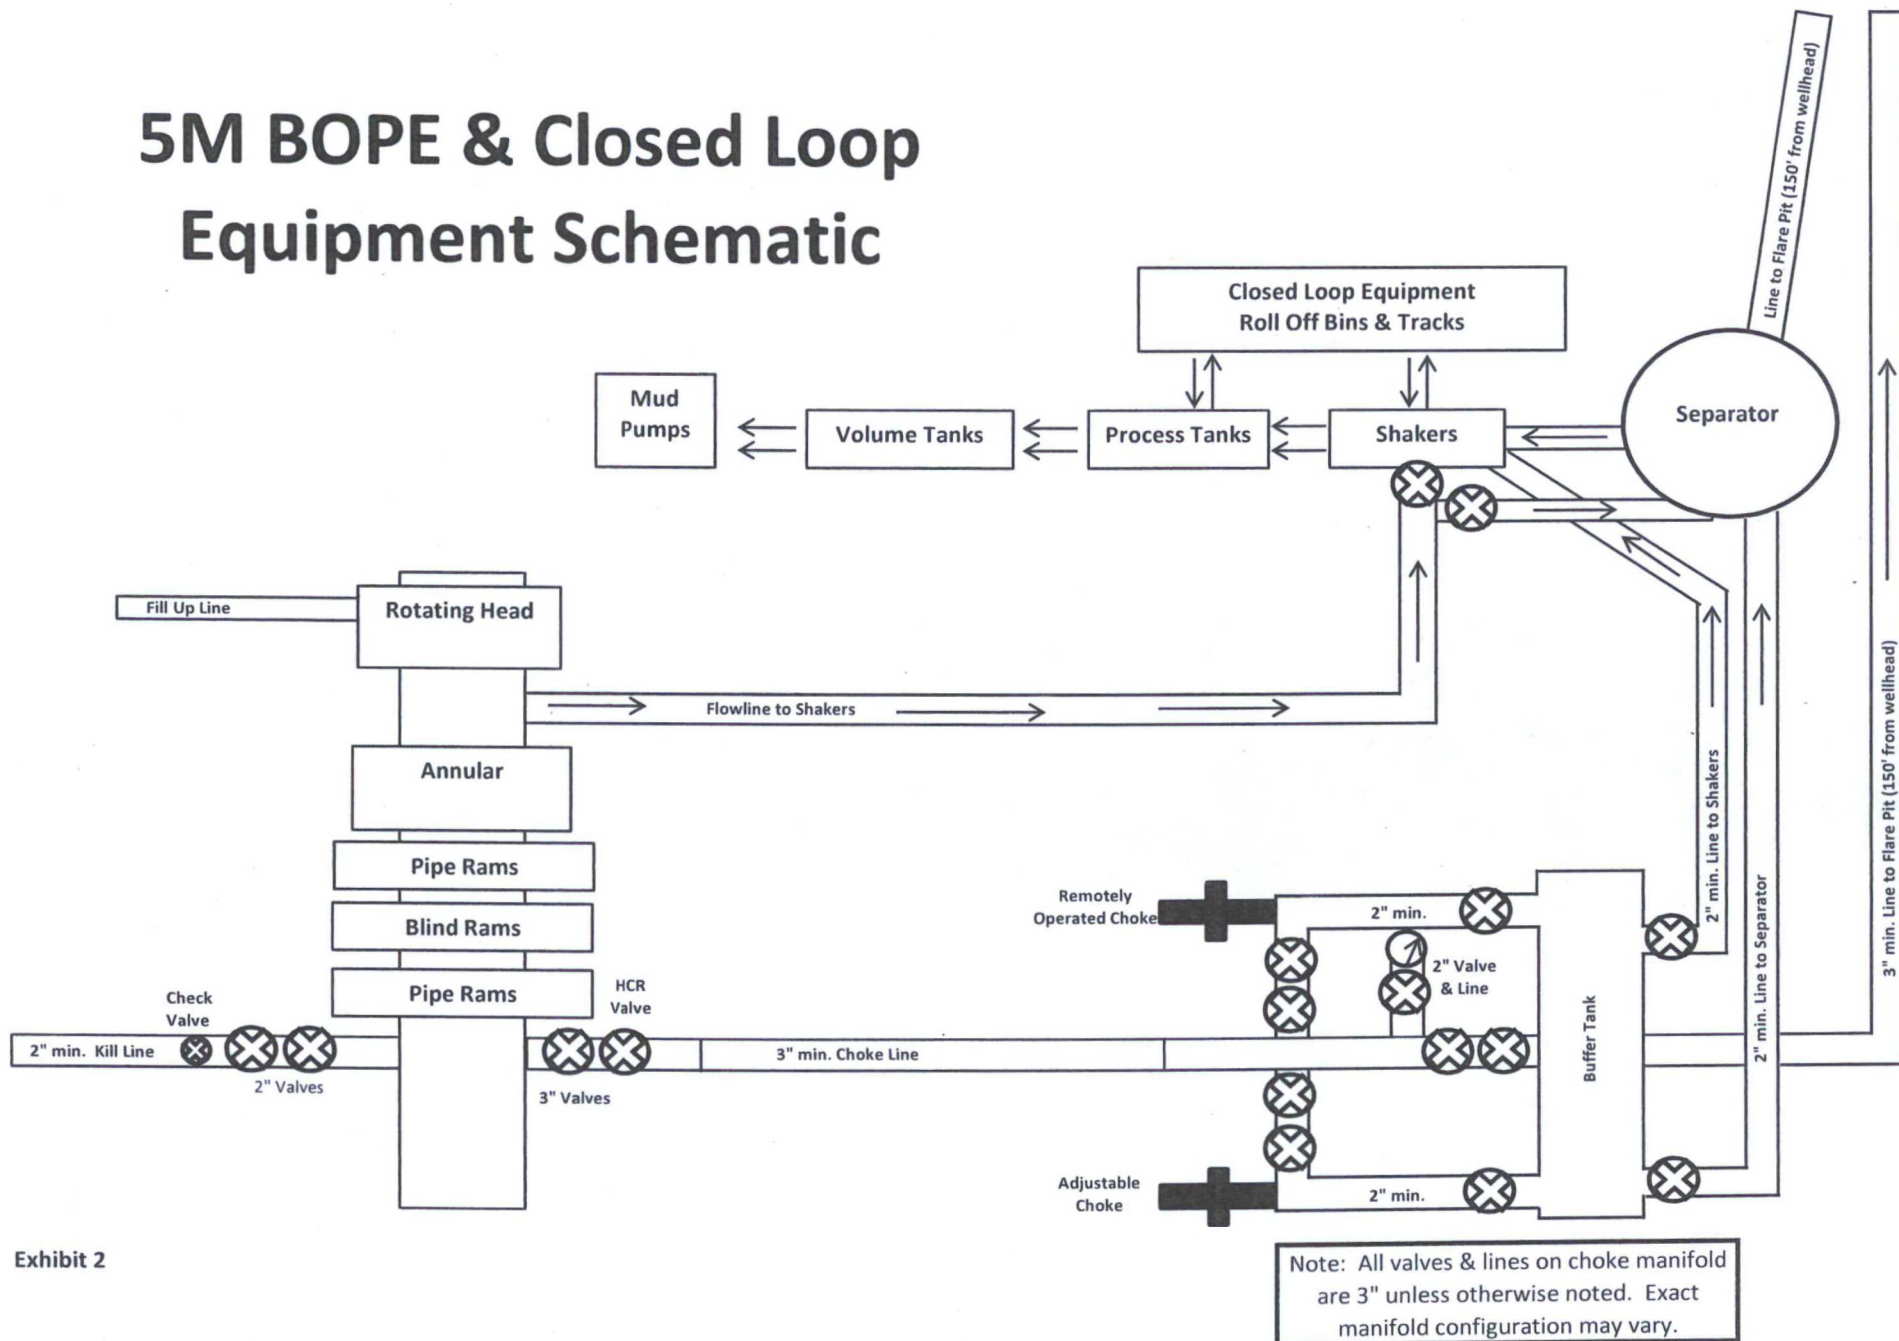 5M BOPE & Closed Loop
Equipment Schematic
Line to Flare Pit (150' from wellhead)
Closed Loop Equipment
Roll Off Bins & Tracks
Mud
Pumps
Volume Tanks
Process Tanks
Shakers
Separator
Fill Up Line
Rotating Head
Flowline to Shakers
Annular
Pipe Rams
Blind Rams
Pipe Rams
Check
Valve
HCR
Valve
2" min. Kill Line
2" Valves
3" Valves
3" min. Choke Line
Remotely
Operated Choke
2" min.
2" Valve
& Line
Adjustable
Choke
2" min.
Buffer Tank
2" min. Line to Shakers
2" min. Line to Separator
3" min. Line to Flare Pit (150' from wellhead)
Exhibit 2
Note: All valves & lines on choke manifold
are 3" unless otherwise noted. Exact
manifold configuration may vary.